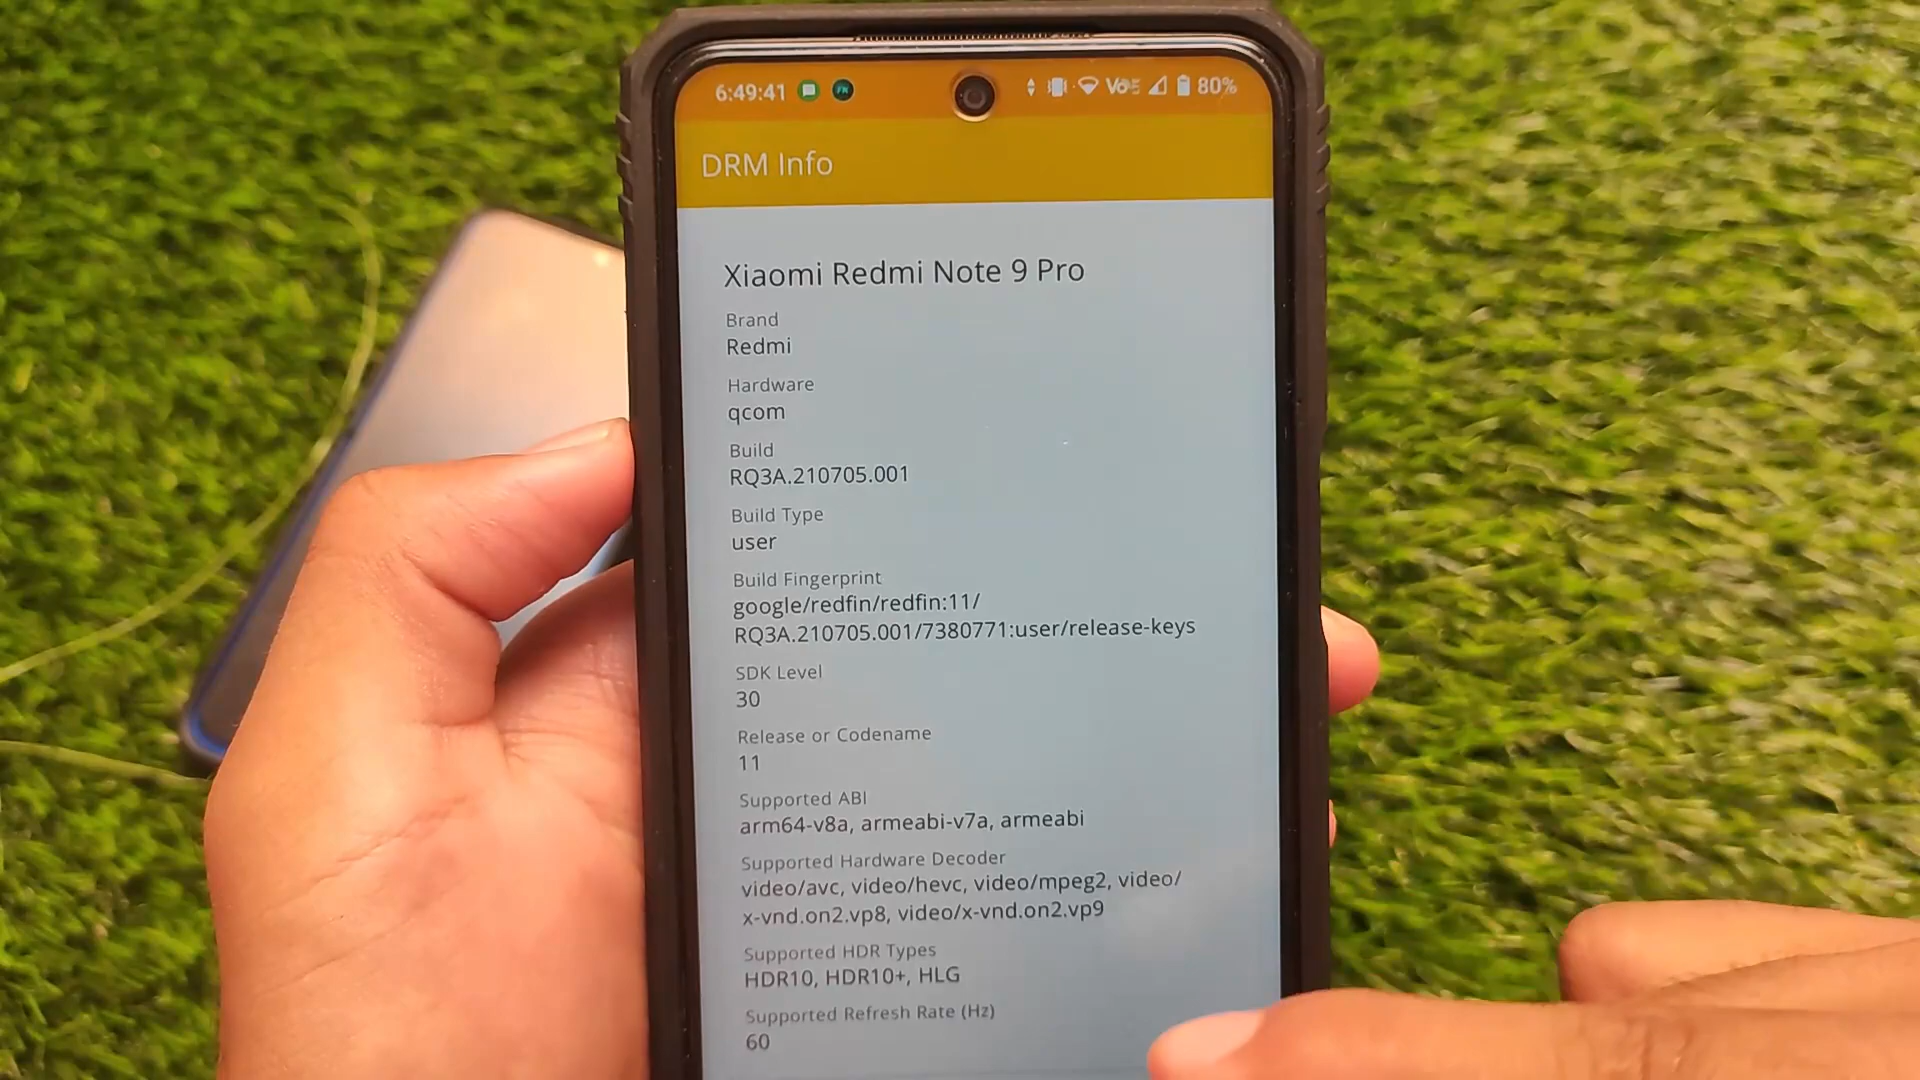 6:49:41 80%
DRM Info
Xiaomi Redmi Note 9 Pro
Brand
Redmi
Hardware
qcom
Build
RQ3A.210705.001
Build Type
user
Build Fingerprint
google/redfin/redfin:11/
RQ3A.210705.001/7380771:user/release-keys
SDK Level
30
Release or Codename
11
Supported ABI
arm64-v8a, armeabi-v7a, armeabi
Supported Hardware Decoder
video/avc, video/hevc, video/mpeg2, video/
x-vnd.on2.vp8, video/x-vnd.on2.vp9
Supported HDR Types
HDR10, HDR10+, HLG
Supported Refresh Rate (Hz)
60